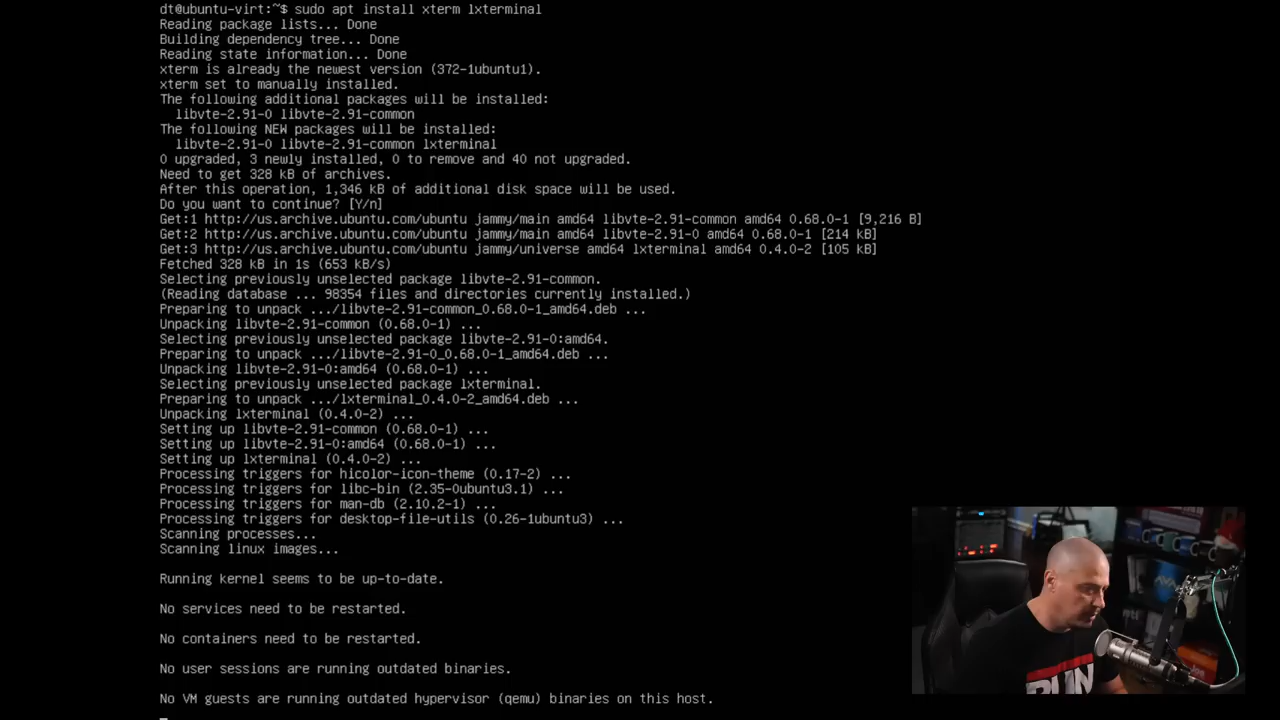 dt@ubuntu-virt:~$ sudo apt install xterm lxterminal
Reading package lists... Done
Building dependency tree... Done
Reading state information... Done
xterm is already the newest version (372-1ubuntu1).
xterm set to manually installed.
The following additional packages will be installed:
libvte-2.91-0 libvte-2.91-common
The following NEW packages will be installed:
libvte-2.91-0 libvte-2.91-common lxterminal
0 upgraded, 3 newly installed, 0 to remove and 40 not upgraded.
Need to get 328 kB of archives.
After this operation, 1,346 kB of additional disk space will be used.
Do you want to continue? [Y/n]
Get:1 http://us.archive.ubuntu.com/ubuntu jammy/main amd64 libvte-2.91-common amd64 0.68.0-1 [9,216 B]
Get:2 http://us.archive.ubuntu.com/ubuntu jammy/main amd64 libvte-2.91-0 amd64 0.68.0-1 [214 kB]
Get:3 http://us.archive.ubuntu.com/ubuntu jammy/universe amd64 lxterminal amd64 0.4.0-2 [105 kB]
Fetched 328 kB in 1s (653 kB/s)
Selecting previously unselected package libvte-2.91-common.
(Reading database ... 98354 files and directories currently installed.)
Preparing to unpack .../libvte-2.91-common_0.68.0-1_amd64.deb ...
Unpacking libvte-2.91-common (0.68.0-1) ...
Selecting previously unselected package libvte-2.91-0:amd64.
Preparing to unpack .../libvte-2.91-0_0.68.0-1_amd64.deb ...
Unpacking libvte-2.91-0:amd64 (0.68.0-1) ...
Selecting previously unselected package lxterminal.
Preparing to unpack .../lxterminal_0.4.0-2_amd64.deb ...
Unpacking lxterminal (0.4.0-2) ...
Setting up libvte-2.91-common (0.68.0-1) ...
Setting up libvte-2.91-0:amd64 (0.68.0-1) ...
Setting up lxterminal (0.4.0-2) ...
Processing triggers for hicolor-icon-theme (0.17-2) ...
Processing triggers for libc-bin (2.35-0ubuntu3.1) ...
Processing triggers for man-db (2.10.2-1) ...
Processing triggers for desktop-file-utils (0.26-1ubuntu3) ...
Scanning processes...
Scanning linux images...
Running kernel seems to be up-to-date.
No services need to be restarted.
No containers need to be restarted.
No user sessions are running outdated binaries.
No VM guests are running outdated hypervisor (qemu) binaries on this host.
RUN